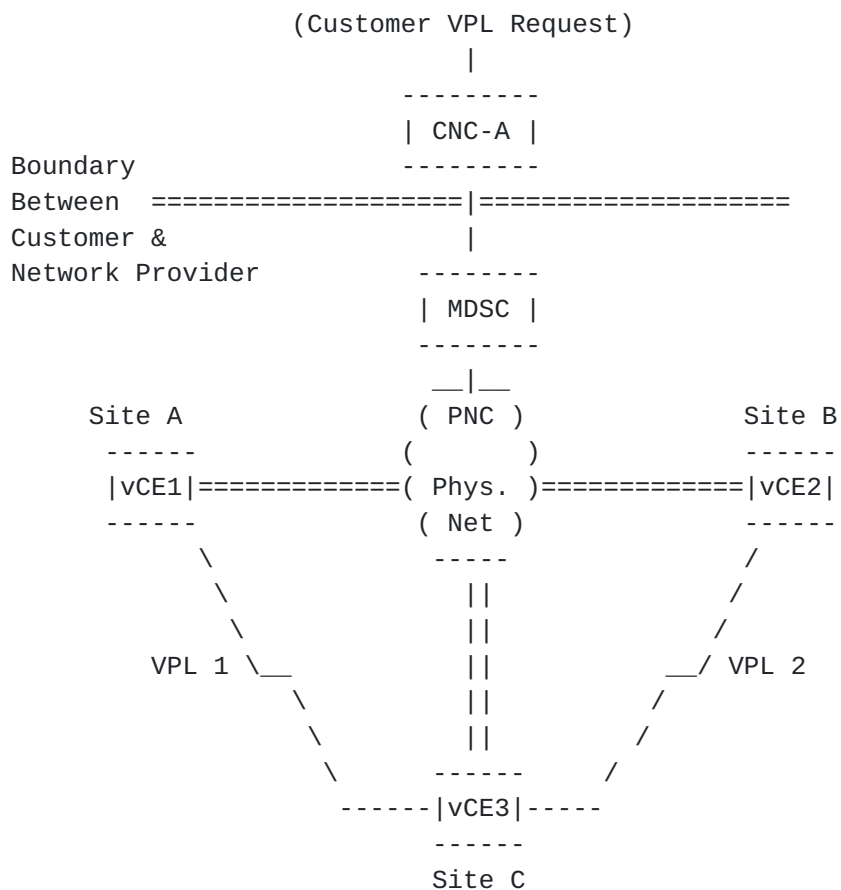 (Customer VPL Request)
| CNC-A |
Boundary
Between
Customer &
Network Provider
| MDSC |
Site A ( PNC ) Site B
|vCE1|=============( Phys. )=============|vCE2|
( Net )
VPL 1 VPL 2
------|vCE3|-----
Site C